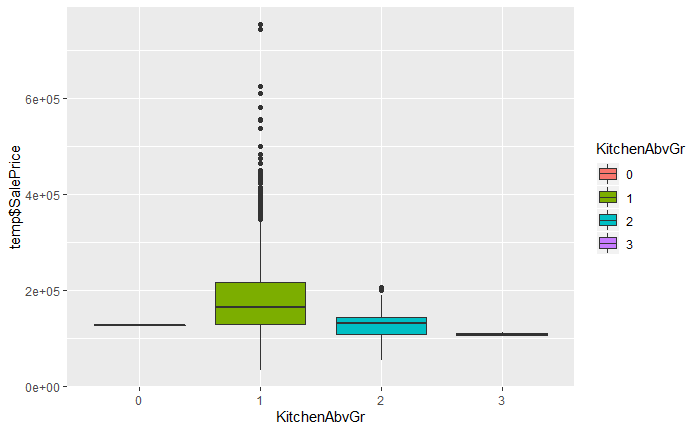 temp$SalePrice
6e+05
4e+05
2e+05
0e+00
0 1 2 3
KitchenAbvGr
KitchenAbvGr
0
1
2
3